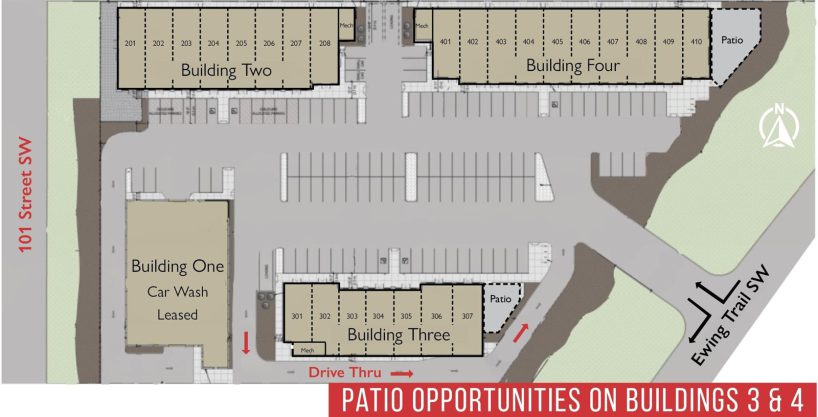 Mech
Mech
201 202 203 204 205 206 207 208
Building Two
401 402 403 404 405 406 407 408 409 410
Building Four
Patio
N
101 Street SW
Building One
Car Wash
Leased
301 302 303 304 305 306 307
Building Three
Mech
Patio
Drive Thru
Ewing Trail SW
PATIO OPPORTUNITIES ON BUILDINGS 3 & 4